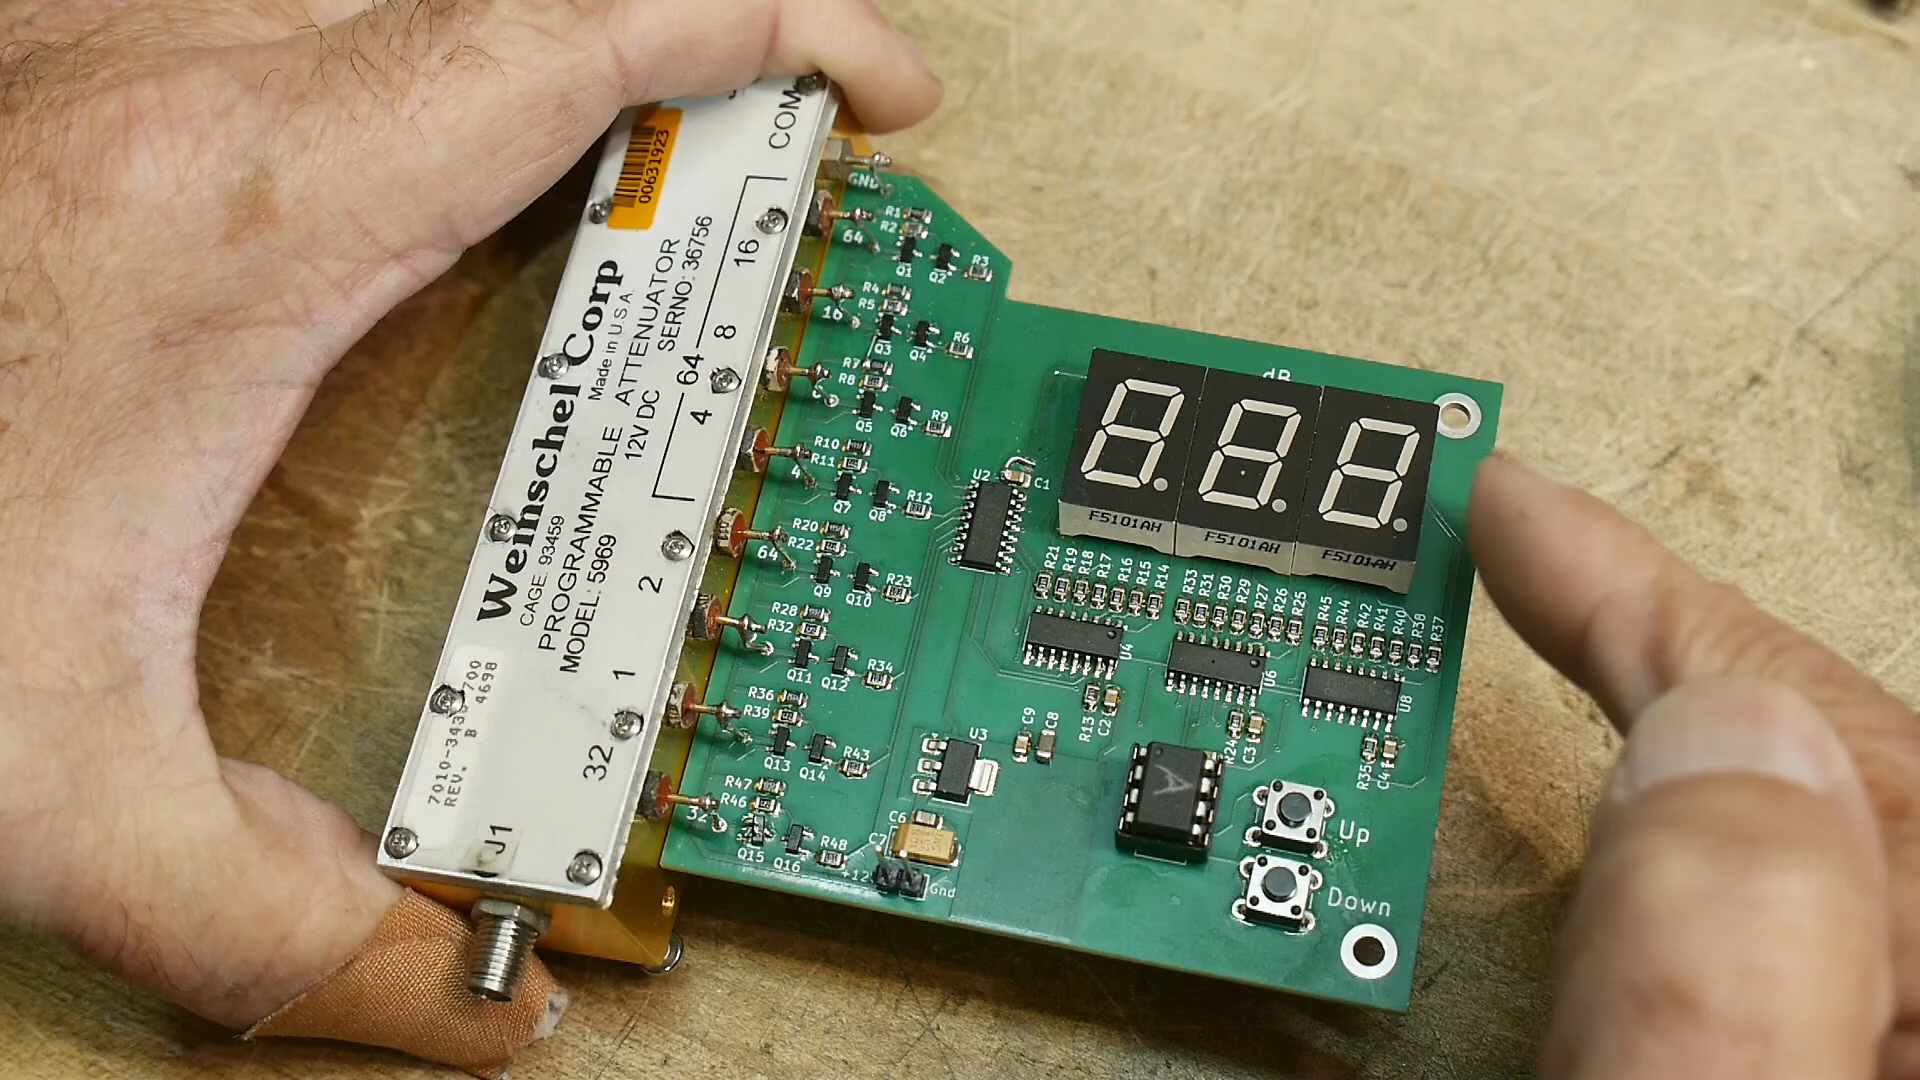 COM
00631923
Weinschel Corp
Made in U.S.A.
CAGE: 93459
PROGRAMMABLE ATTENUATOR
MODEL: 5969
12V DC
SERNO: 36756
16
8
64
4
2
1
32
REV. B 4698
J1
GND
64
16
4
64
32
R1
R2
Q1
Q2
R3
R4
R5
Q3
Q4
R6
R7
R8
Q5
Q6
R9
R10
R11
Q7
Q8
R12
R20
R22
Q9
Q10
R23
R28
R32
Q11
Q12
R34
R36
R39
Q13
Q14
R43
R47
R46
Q15
Q16
R48
U2
C1
dB
F5101AH
F5101AH
F5101AH
R21
R19
R18
R17
R16
R15
R14
R33
R31
R30
R29
R27
R26
R25
R45
R44
R42
R41
R40
R38
R37
U4
U6
U8
R13
C2
R24
C3
R35
C4
U3
C9
C8
C6
C7
+12
Gnd
A
Up
Down